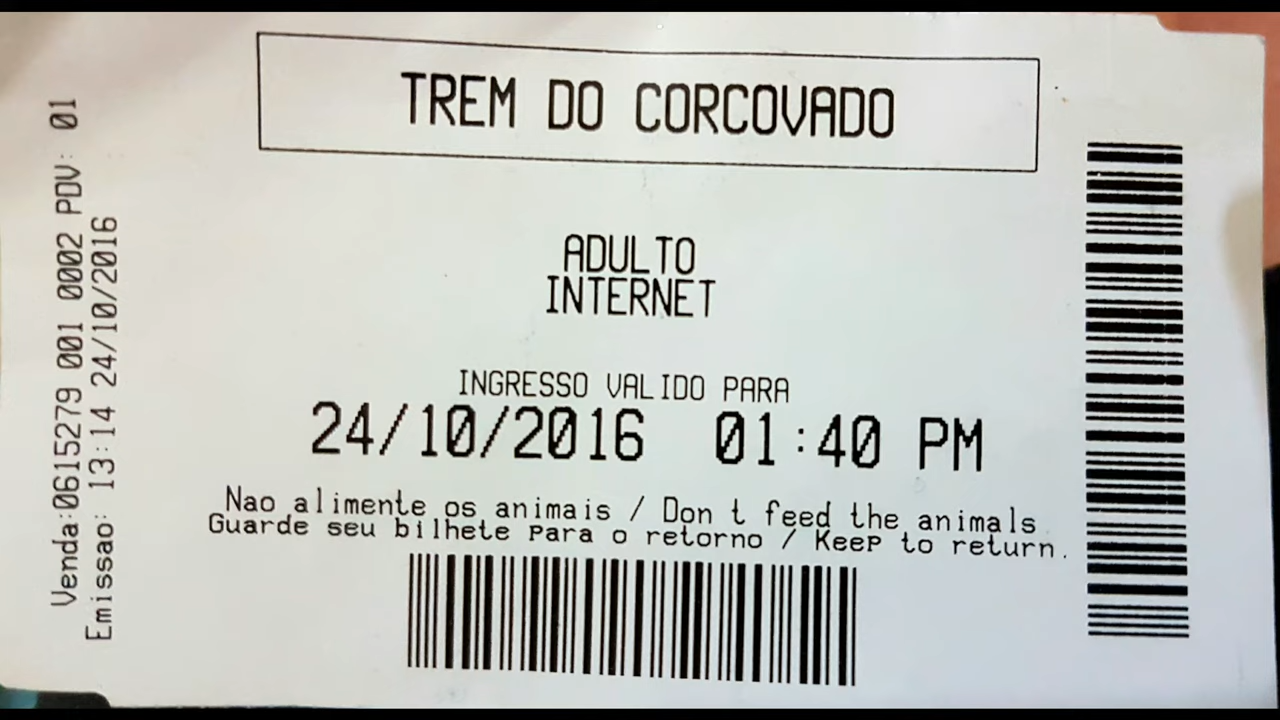 TREM DO CORCOVADO
ADULTO
INTERNET
INGRESSO VALIDO PARA
24/10/2016 01:40 PM
Nao alimente os animais / Don t feed the animals
Guarde seu bilhete para o retorno / Keep to return.
Venda:0615279 001 0002 PDV: 01
Emissao: 13:14 24/10/2016